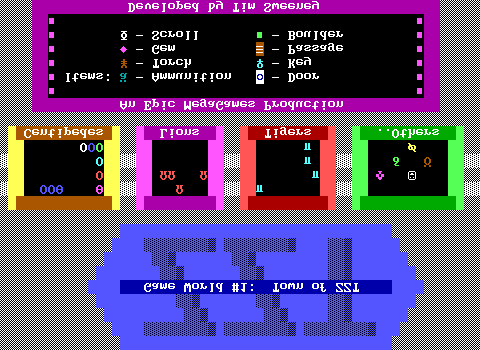 ZZT
Game World #1:  Town of ZZT
Centipedes
Lions
Tigers
..Others
An Epic MegaGames Production
Items: - Ammunition - Door
- Torch - Key
- Gem - Passage
- Scroll - Boulder
Developed by Tim Sweeney